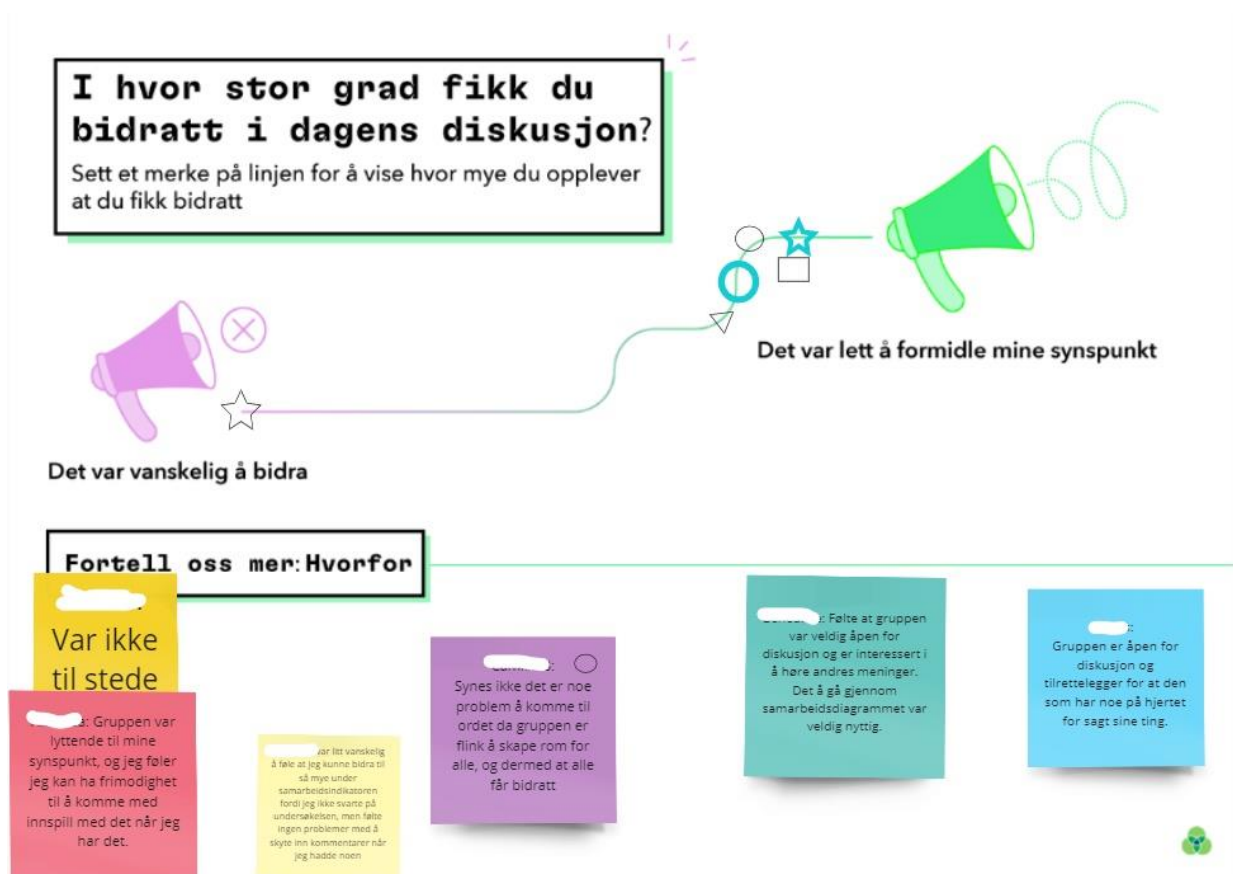 I hvor stor grad fikk du
bidratt i dagens diskusjon?
Sett et merke på linjen for å vise hvor mye du opplever
at du fikk bidratt
Det var lett å formidle mine synspunkt
Det var vanskelig å bidra
Fortell oss mer: Hvorfor
Var ikke
til stede
: Gruppen var
lyttende til mine
synspunkt, og jeg føler
jeg kan ha frimodighet
til å komme med
innspill med det når jeg
har det.
var litt vanskelig
å føle at jeg kunne bidra til
så mye under
samarbeidsindikatoren
fordi jeg ikke svarte på
undersøkelsen, men følte
ingen problemer med å
skyte inn kommentarer når
jeg hadde noen
:
Synes ikke det er noe
problem å komme til
ordet da gruppen er
flink å skape rom for
alle, og dermed at alle
får bidratt
: Følte at gruppen
var veldig åpen for
diskusjon og er interessert i
å høre andres meninger.
Det å gå gjennom
samarbeidsdiagrammet var
veldig nyttig.
:
Gruppen er åpen for
diskusjon og
tilrettelegger for at den
som har noe på hjertet
for sagt sine ting.